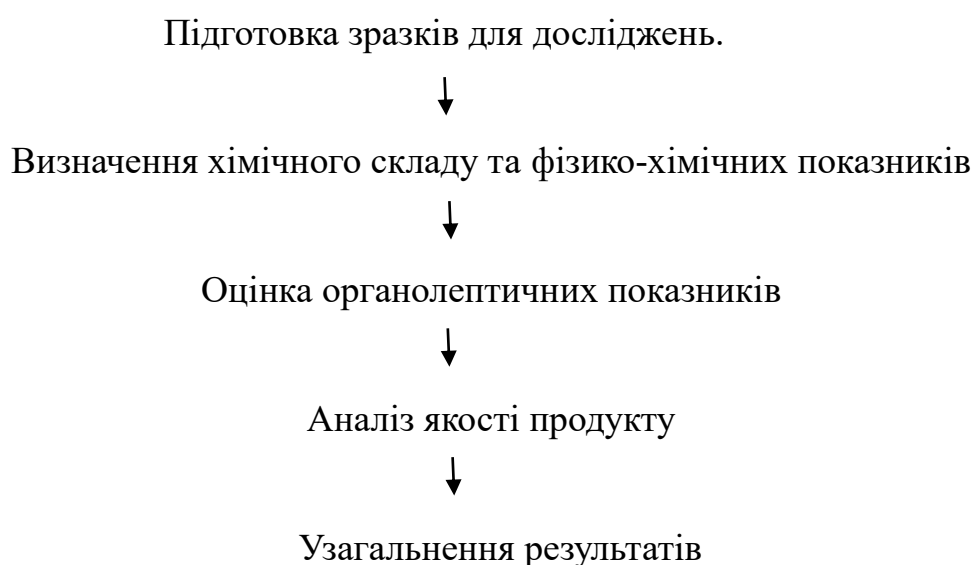 Підготовка зразків для досліджень.
Визначення хімічного складу та фізико-хімічних показників
Оцінка органолептичних показників
Аналіз якості продукту
Узагальнення результатів